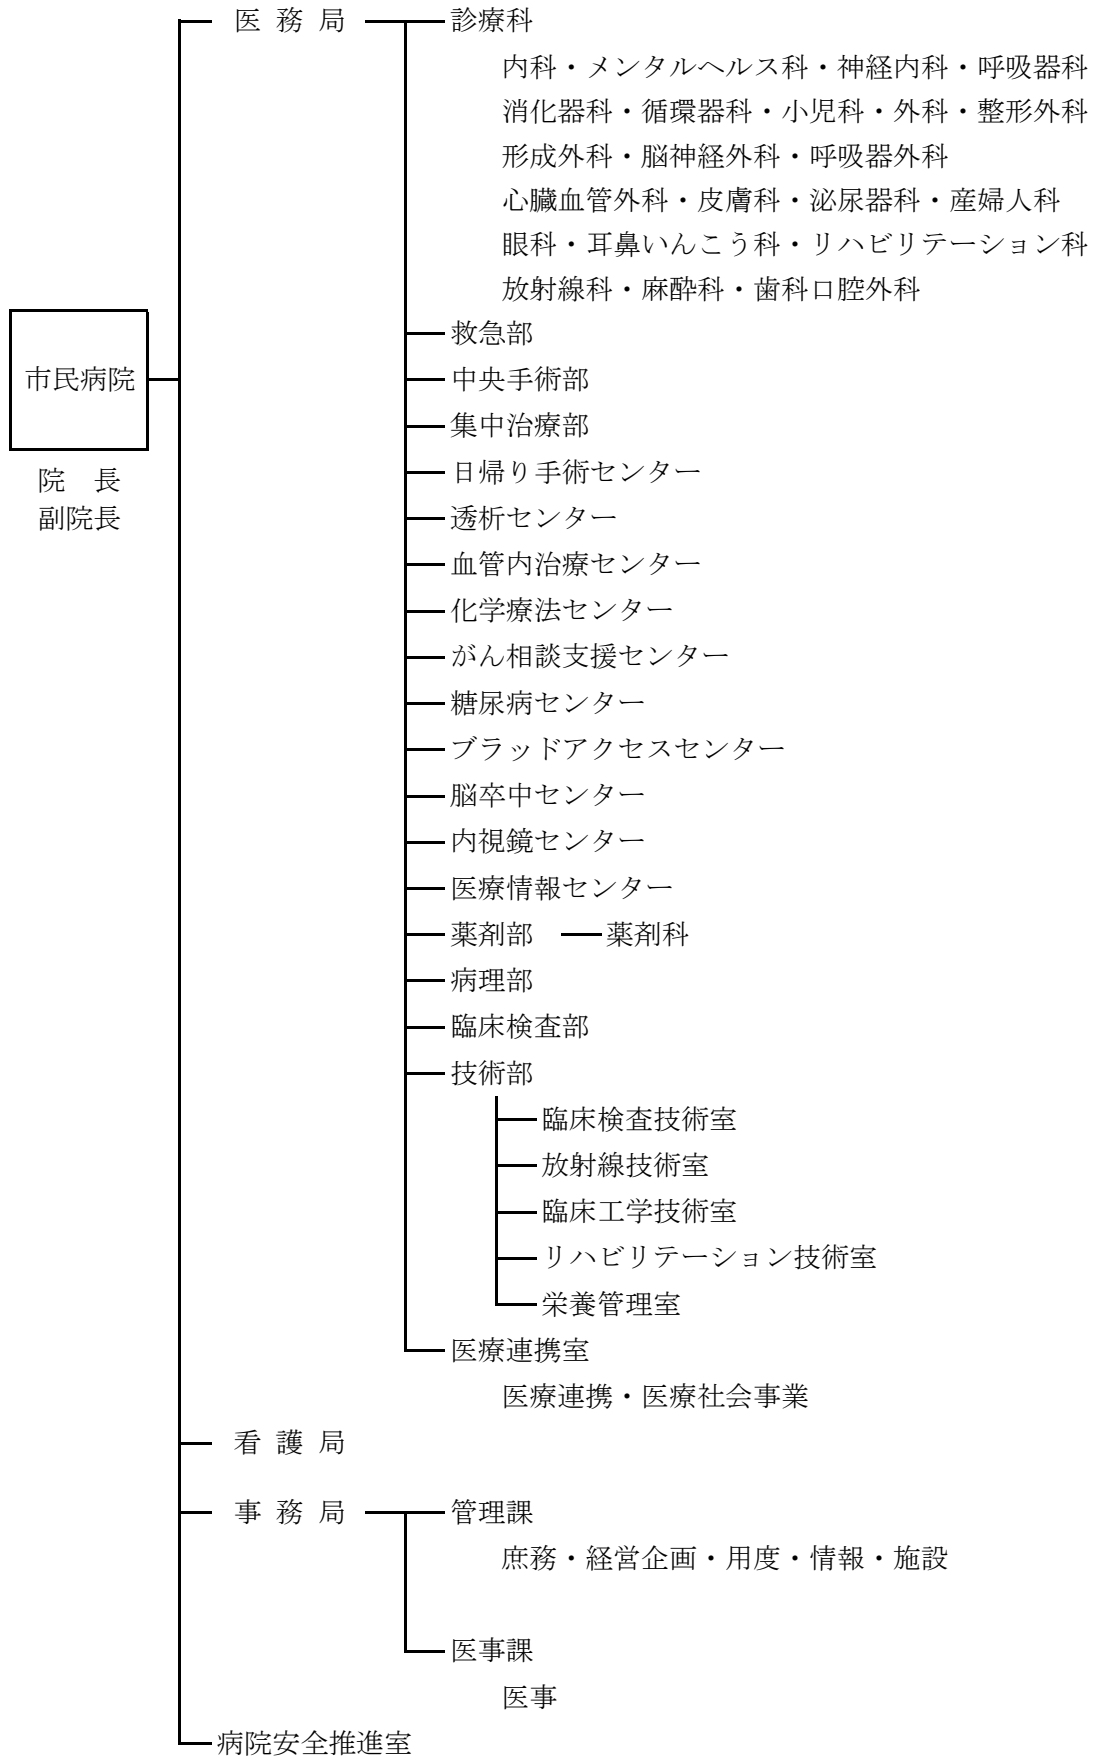 医務局
診療科
内科・メンタルヘルス科・神経内科・呼吸器科
消化器科・循環器科・小児科・外科・整形外科
形成外科・脳神経外科・呼吸器外科
心臓血管外科・皮膚科・泌尿器科・産婦人科
眼科・耳鼻いんこう科・リハビリテーション科
放射線科・麻酔科・歯科口腔外科
市民病院
院 長
副院長
救急部
中央手術部
集中治療部
日帰り手術センター
透析センター
血管内治療センター
化学療法センター
がん相談支援センター
糖尿病センター
ブラッドアクセスセンター
脳卒中センター
内視鏡センター
医療情報センター
薬剤部 薬剤科
病理部
臨床検査部
技術部
臨床検査技術室
放射線技術室
臨床工学技術室
リハビリテーション技術室
栄養管理室
医療連携室
医療連携・医療社会事業
看護局
事務局
管理課
庶務・経営企画・用度・情報・施設
医事課
医事
病院安全推進室